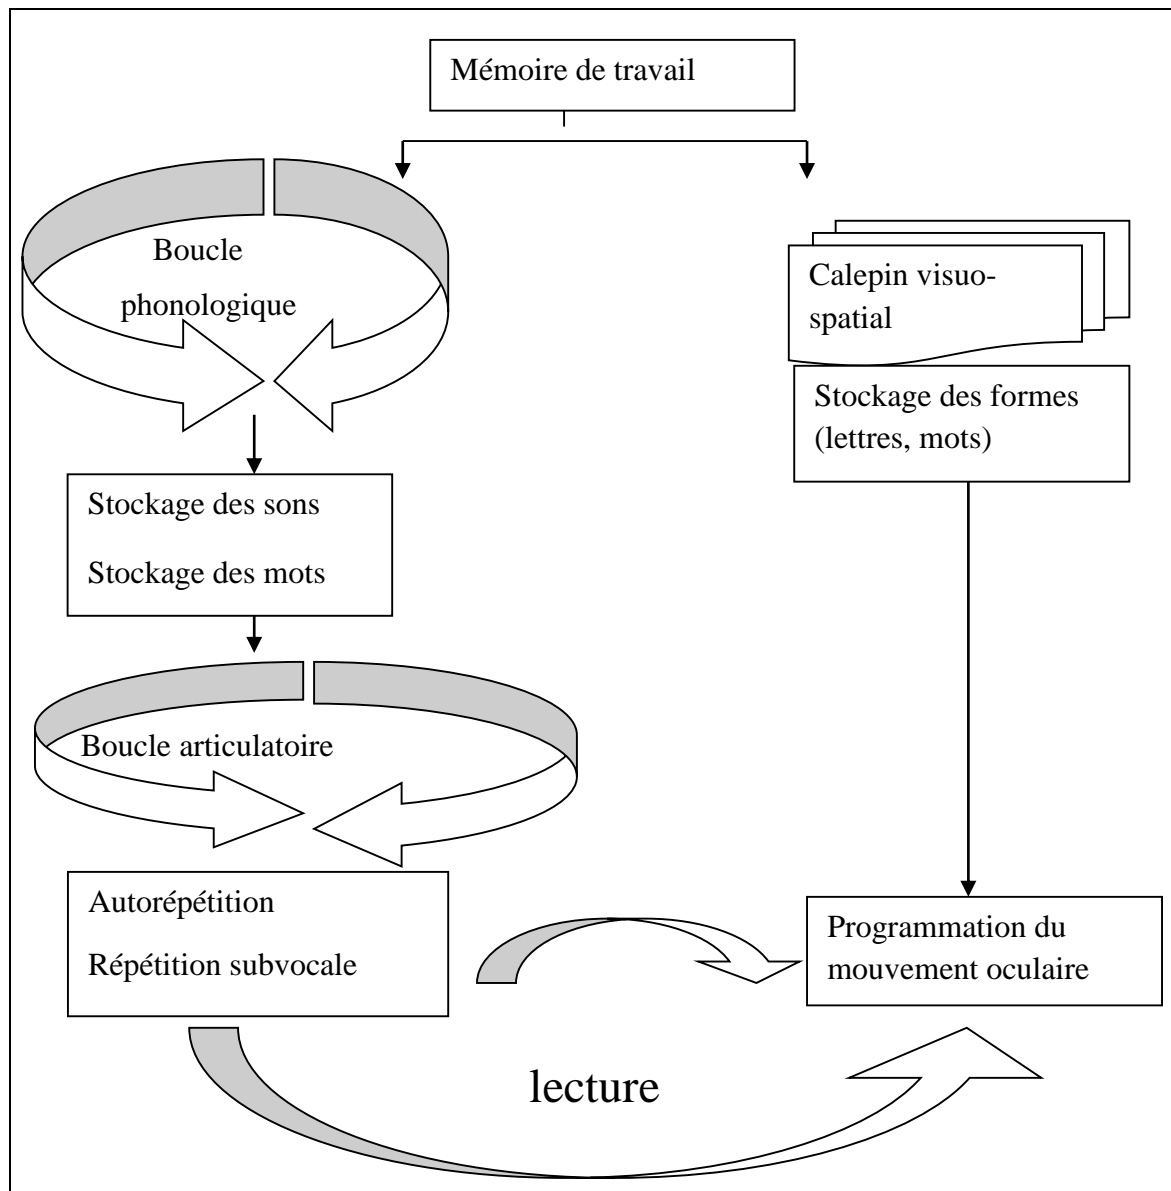 Mémoire de travail
Boucle
phonologique
Calepin visuo-
spatial
Stockage des formes
(lettres, mots)
Stockage des sons
Stockage des mots
Boucle articulatoire
Autorépétition
Répétition subvocale
Programmation du
mouvement oculaire
lecture